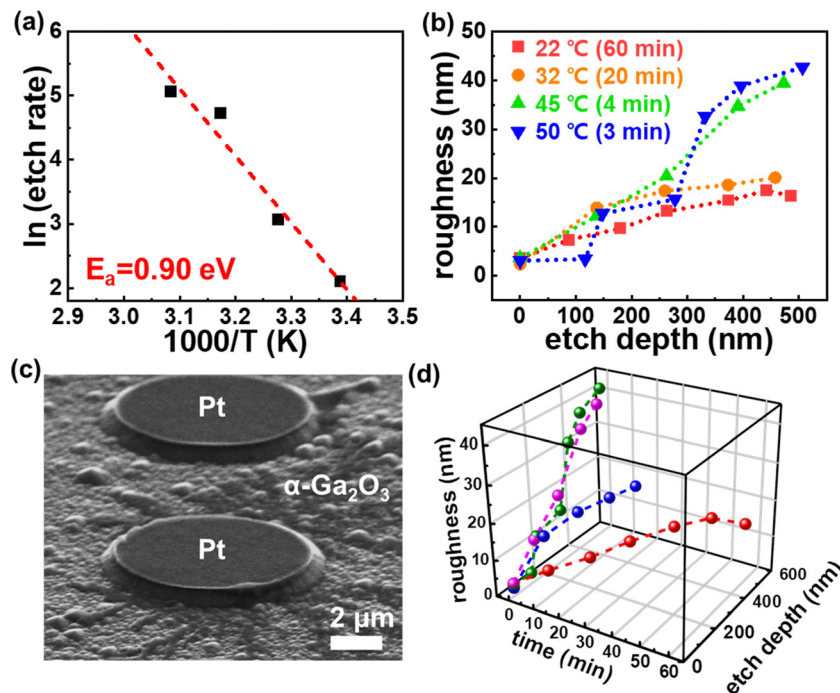 (a)
ln (etch rate)
6
5
4
3
2
Eₐ=0.90 eV
2.9 3.0 3.1 3.2 3.3 3.4 3.5
1000/T (K)
(b)
roughness (nm)
50
40
30
20
10
0
22 ℃ (60 min)
32 ℃ (20 min)
45 ℃ (4 min)
50 ℃ (3 min)
0 100 200 300 400 500
etch depth (nm)
(c)
Pt
α-Ga₂O₃
Pt
2 μm
(d)
roughness (nm)
40
30
20
10
0
0 10 20 30 40 50 60
time (min)
0
200
400
600
etch depth (nm)